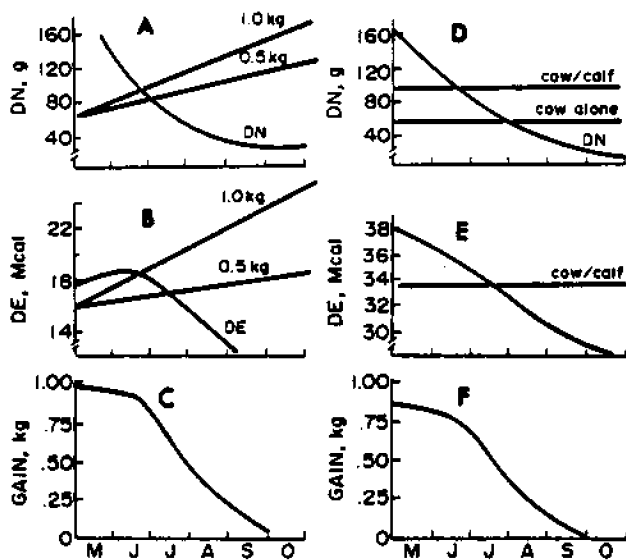 A
DN, g
160
120
80
40
1.0 kg
0.5 kg
DN
D
DN, g
160
120
80
40
cow/calf
cow alone
DN
B
DE, Mcal
22
18
14
1.0 kg
0.5 kg
DE
E
DE, Mcal
38
36
34
32
30
cow/calf
C
GAIN, kg
1.00
.75
.50
.25
0
M J J A S O
F
GAIN, kg
1.00
.75
.50
.25
0
M J J A S O